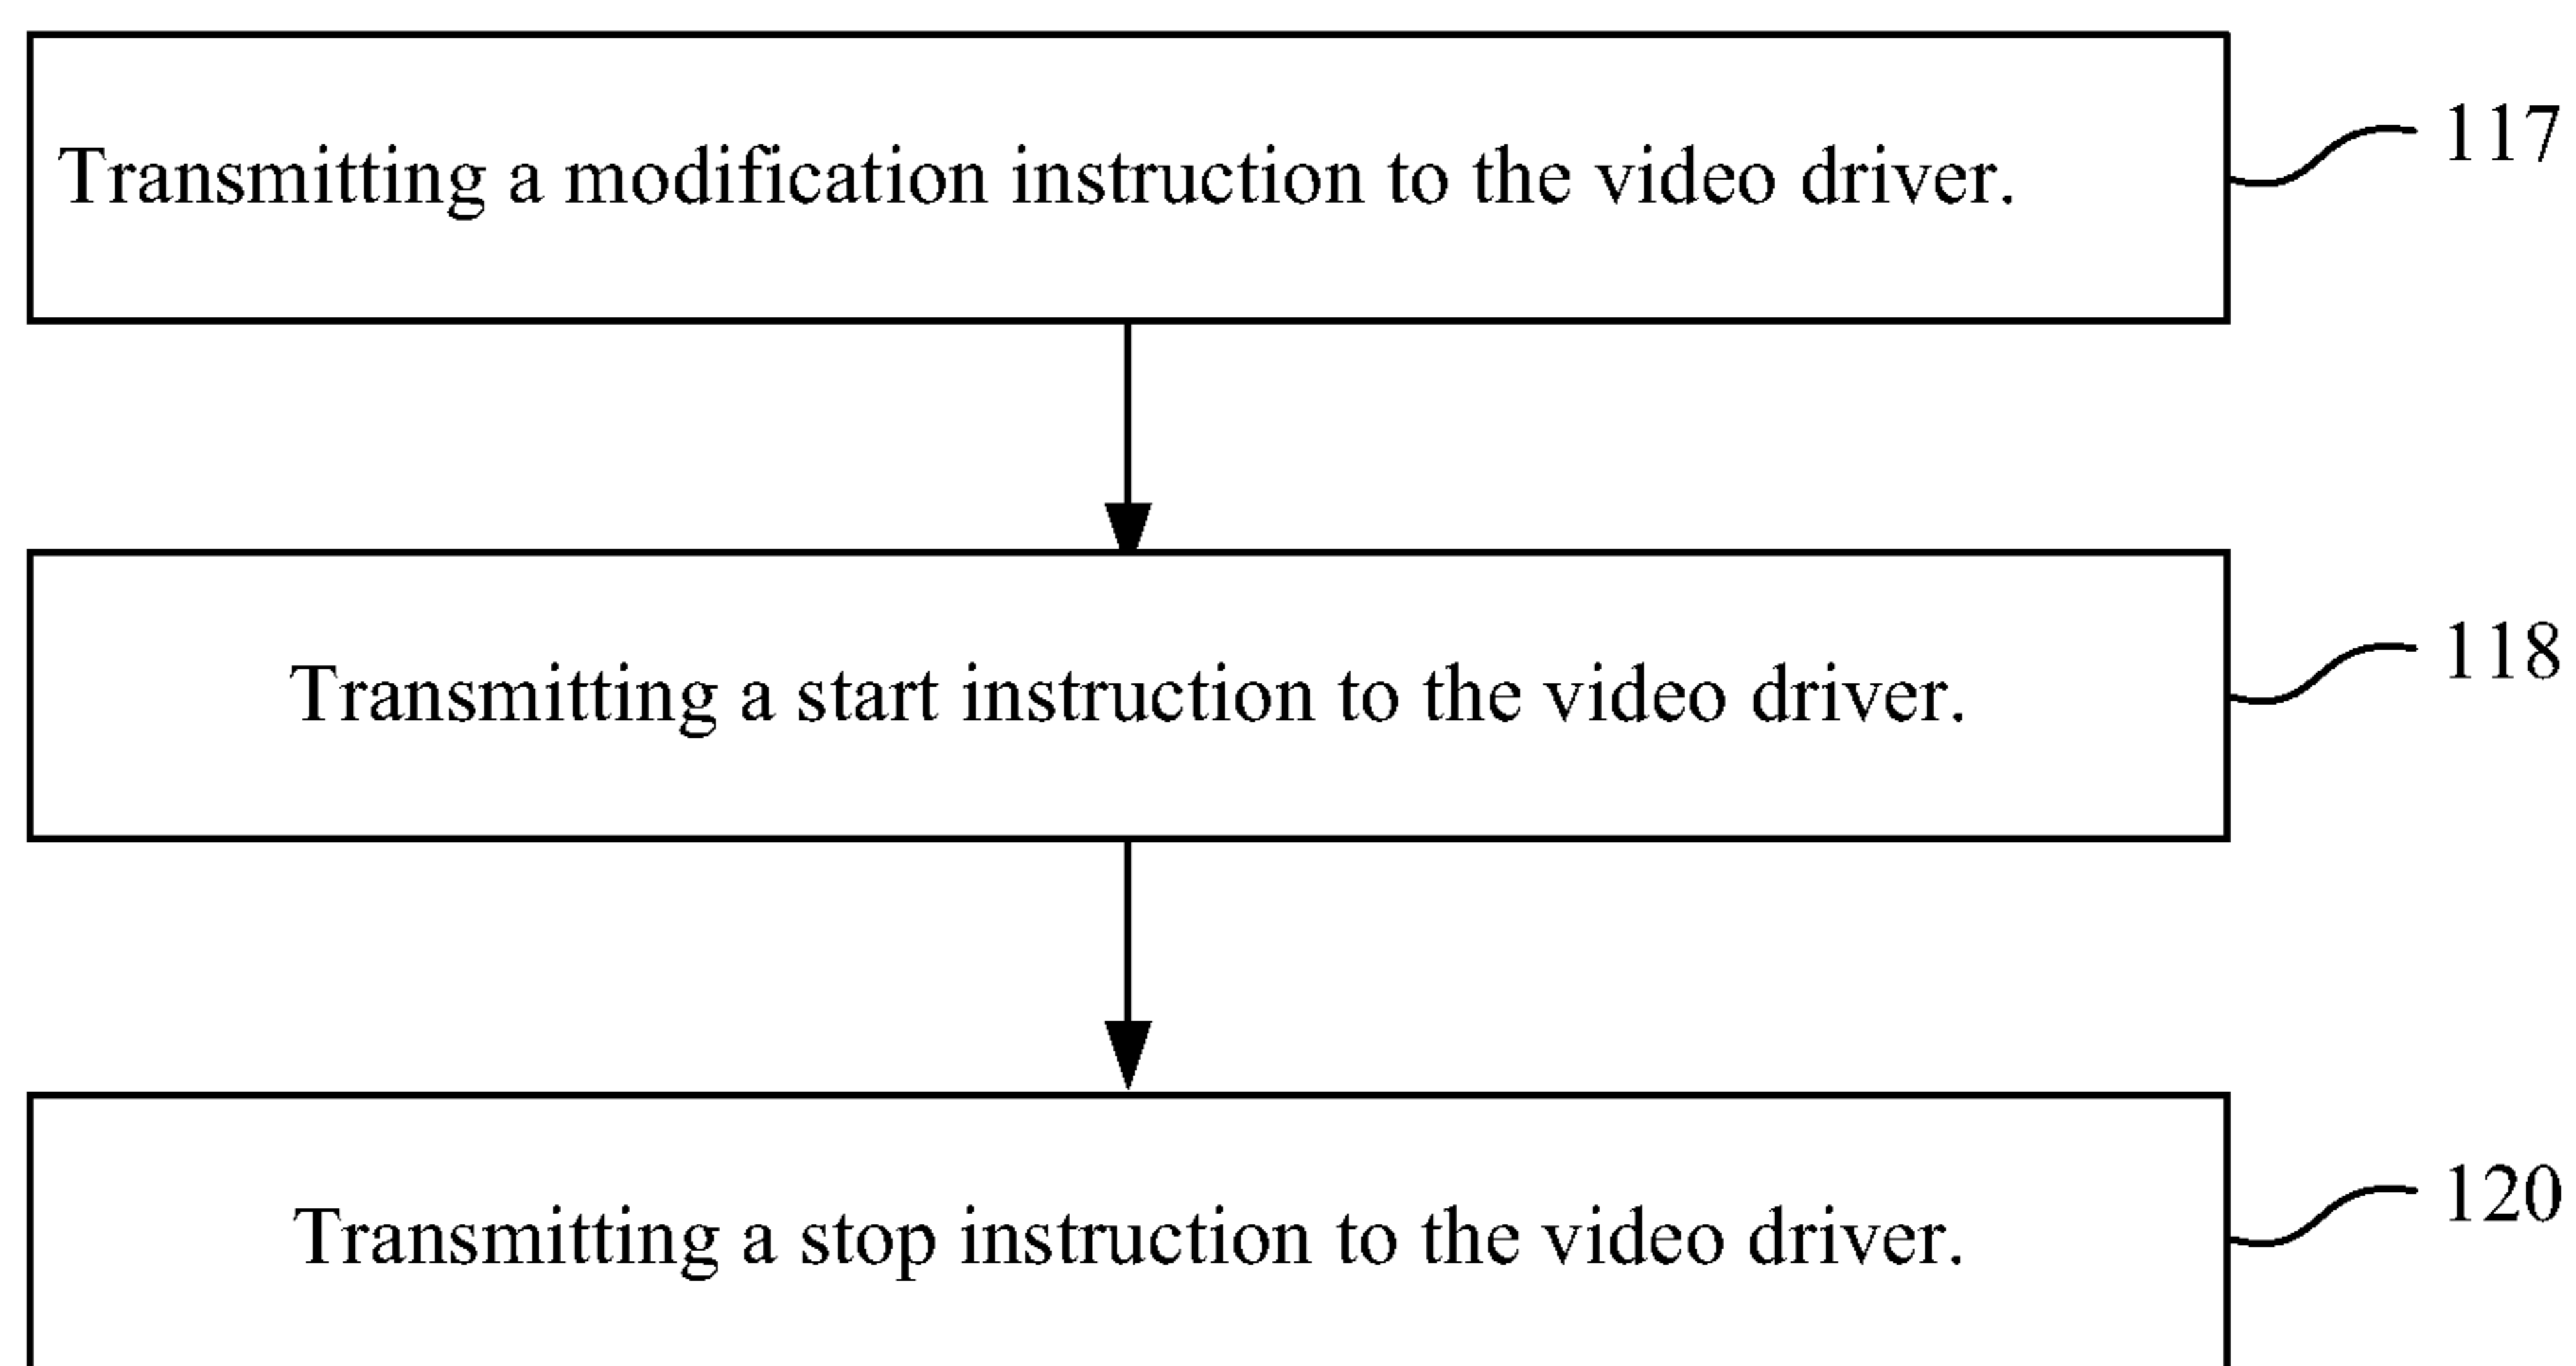 Transmitting a modification instruction to the video driver.
117
Transmitting a start instruction to the video driver.
118
Transmitting a stop instruction to the video driver.
120